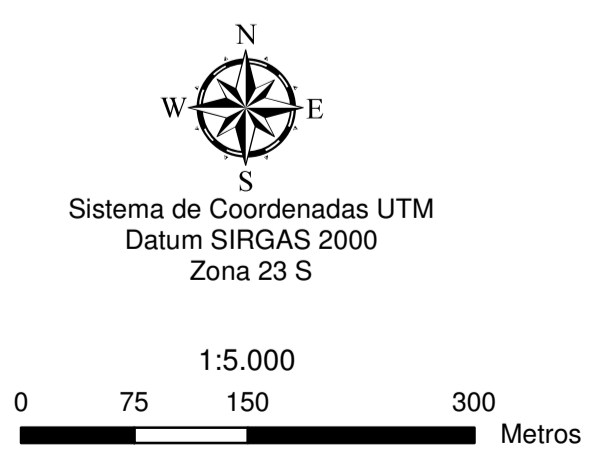 N
W E
S
Sistema de Coordenadas UTM
Datum SIRGAS 2000
Zona 23 S
1:5.000
0 75 150 300
Metros